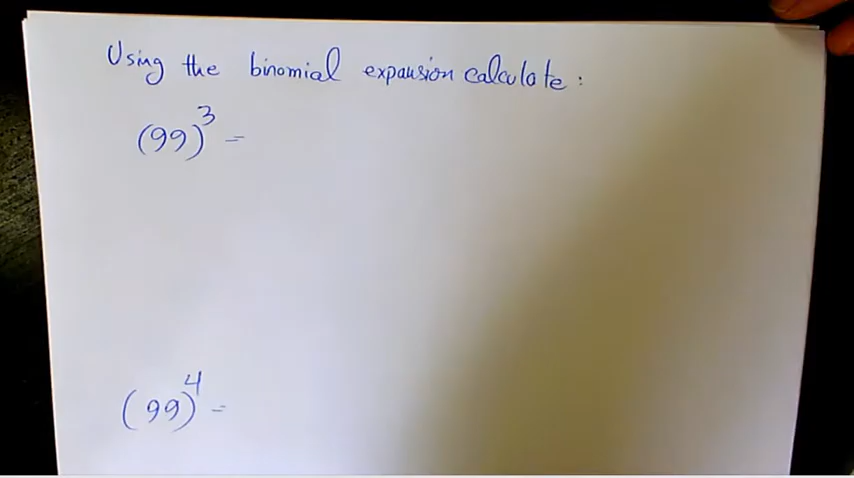 Using the binomial expansion calculate:
(99)³ =
(99)⁴ =